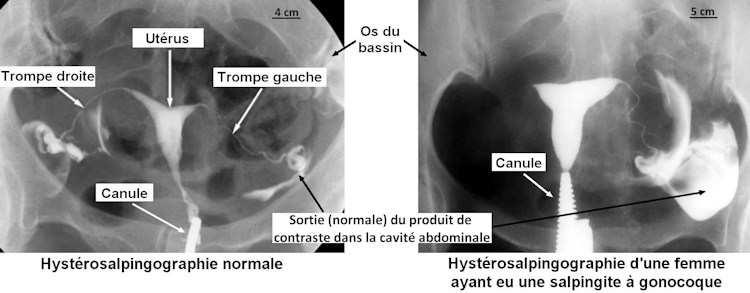 4 cm
Utérus
Trompe droite
Trompe gauche
Canule
Os du
bassin
5 cm
Canule
Sortie (normale) du produit de
contraste dans la cavité abdominale
Hystérosalpingographie normale
Hystérosalpingographie d'une femme
ayant eu une salpingite à gonocoque